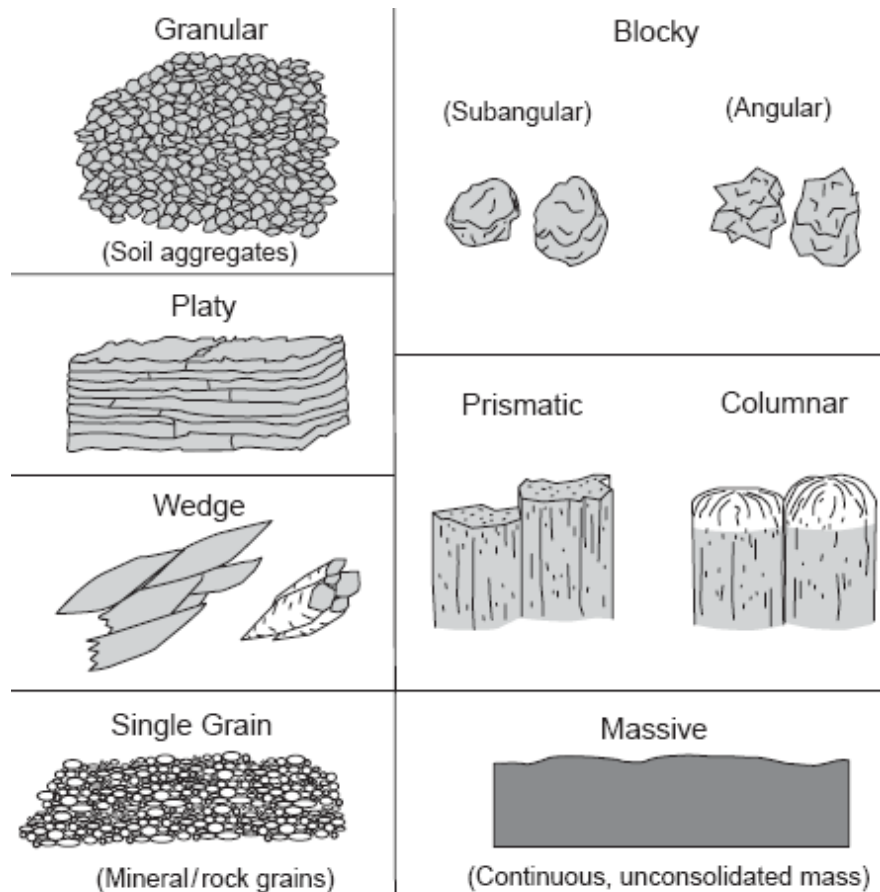 Granular
(Soil aggregates)
Platy
Wedge
Single Grain
(Mineral/rock grains)
Blocky
(Subangular)
(Angular)
Prismatic
Columnar
Massive
(Continuous, unconsolidated mass)